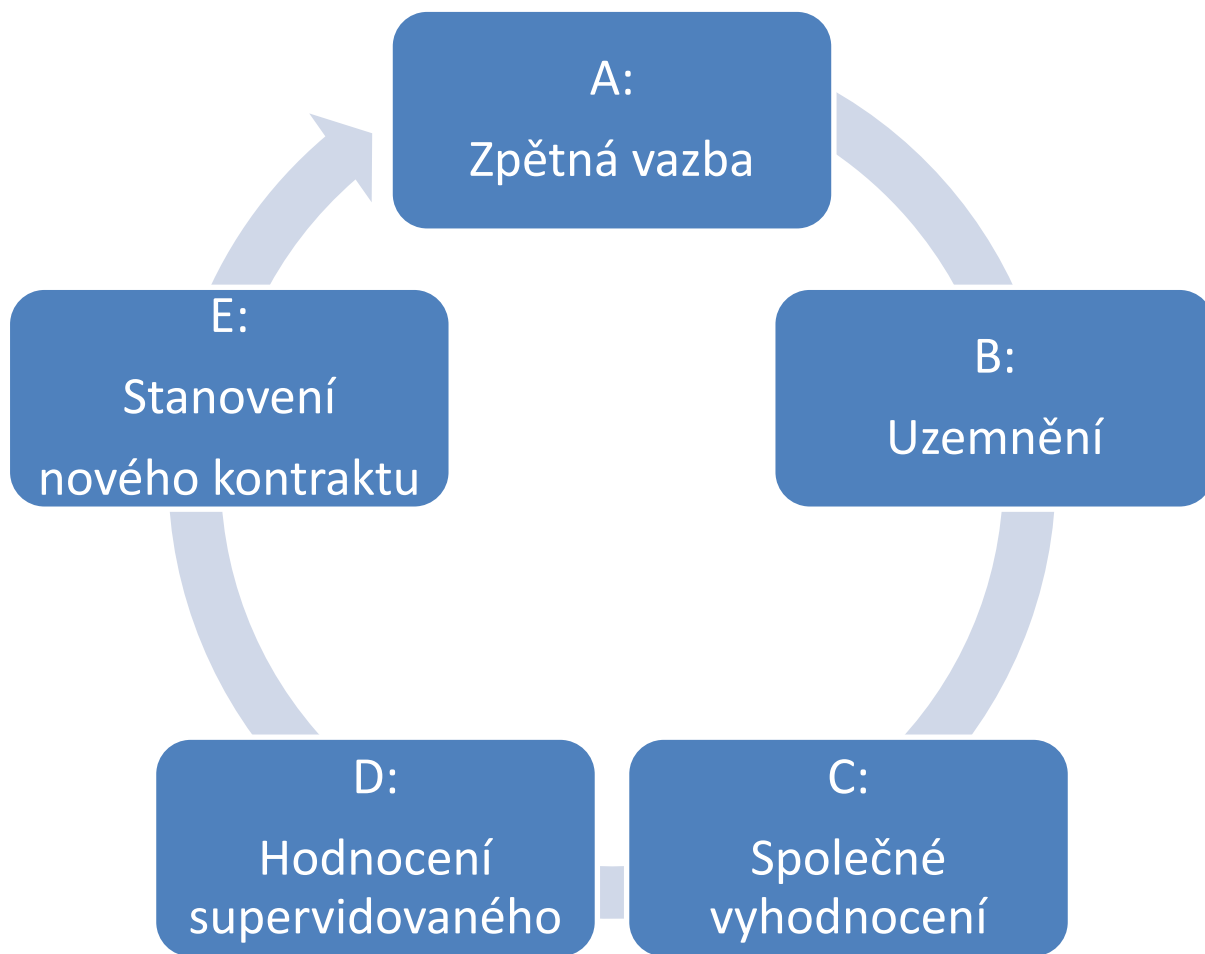 A:
Zpětná vazba
B:
Uzemnění
C:
Společné
vyhodnocení
D:
Hodnocení
supervidovaného
E:
Stanovení
nového kontraktu